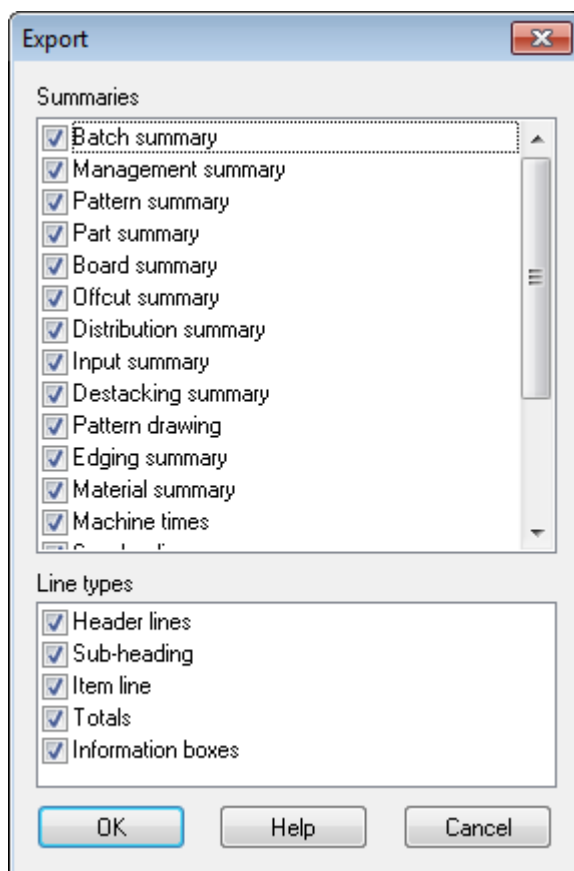 Export
Summaries
Batch summary
Management summary
Pattern summary
Part summary
Board summary
Offcut summary
Distribution summary
Input summary
Destacking summary
Pattern drawing
Edging summary
Material summary
Machine times
Line types
Header lines
Sub-heading
Item line
Totals
Information boxes
OK
Help
Cancel